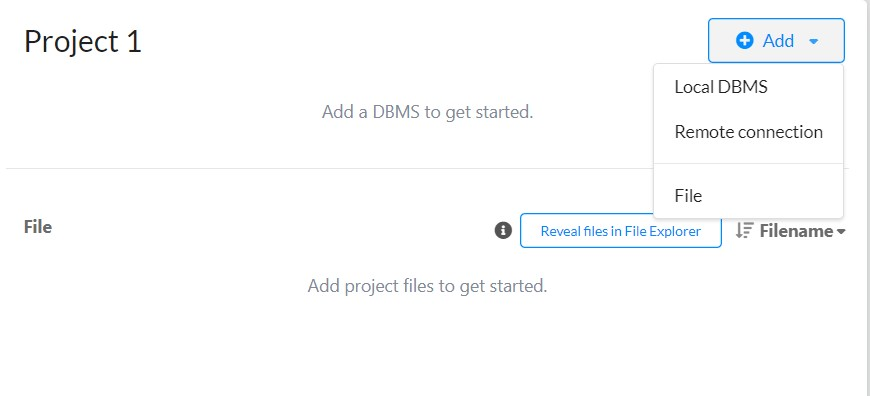 Project 1
Add
Local DBMS
Add a DBMS to get started.
Remote connection
File
File
Reveal files in File Explorer
Filename
Add project files to get started.